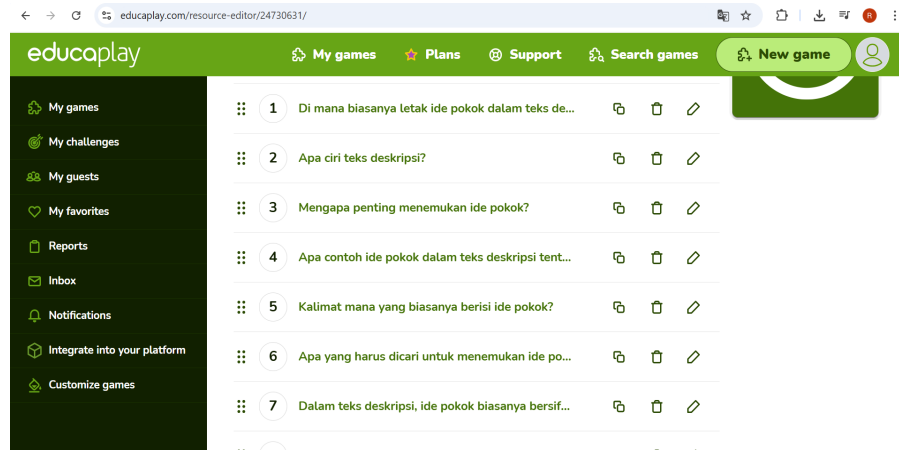 educaplay.com/resource-editor/24730631/
R
educaplay
My games
Plans
Support
Search games
New game
My games
My challenges
My guests
My favorites
Reports
Inbox
Notifications
Integrate into your platform
Customize games
1 Di mana biasanya letak ide pokok dalam teks de...
2 Apa ciri teks deskripsi?
3 Mengapa penting menemukan ide pokok?
4 Apa contoh ide pokok dalam teks deskripsi tent...
5 Kalimat mana yang biasanya berisi ide pokok?
6 Apa yang harus dicari untuk menemukan ide po...
7 Dalam teks deskripsi, ide pokok biasanya bersif...